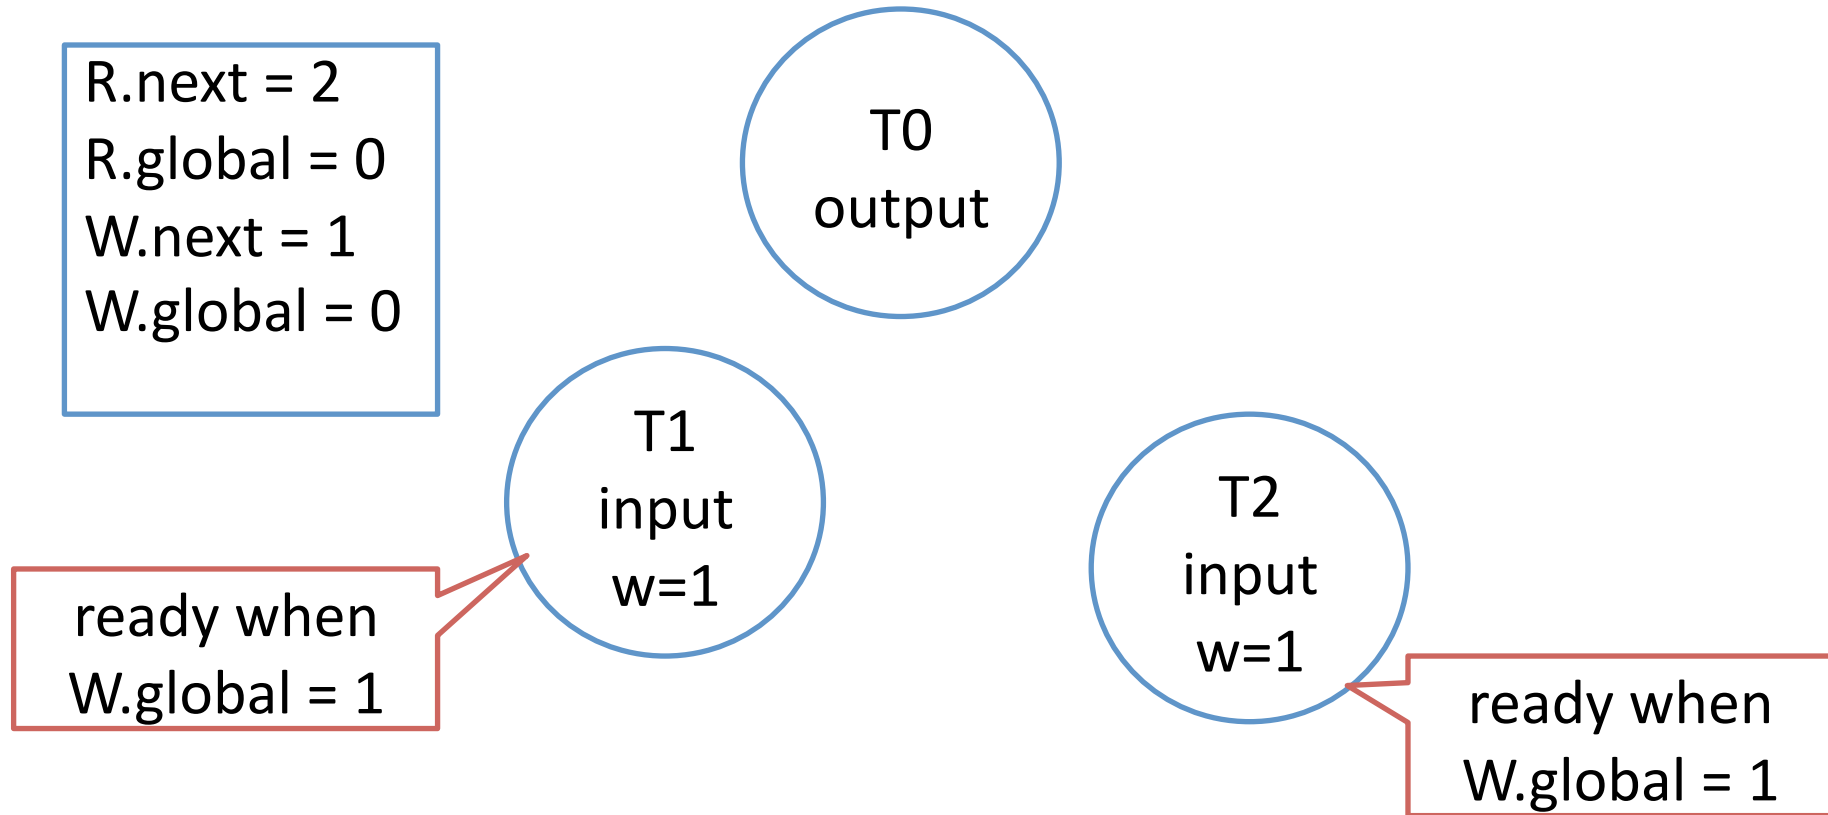 R.next = 2
R.global = 0
W.next = 1
W.global = 0
T0
output
T1
input
w=1
ready when
W.global = 1
T2
input
w=1
ready when
W.global = 1